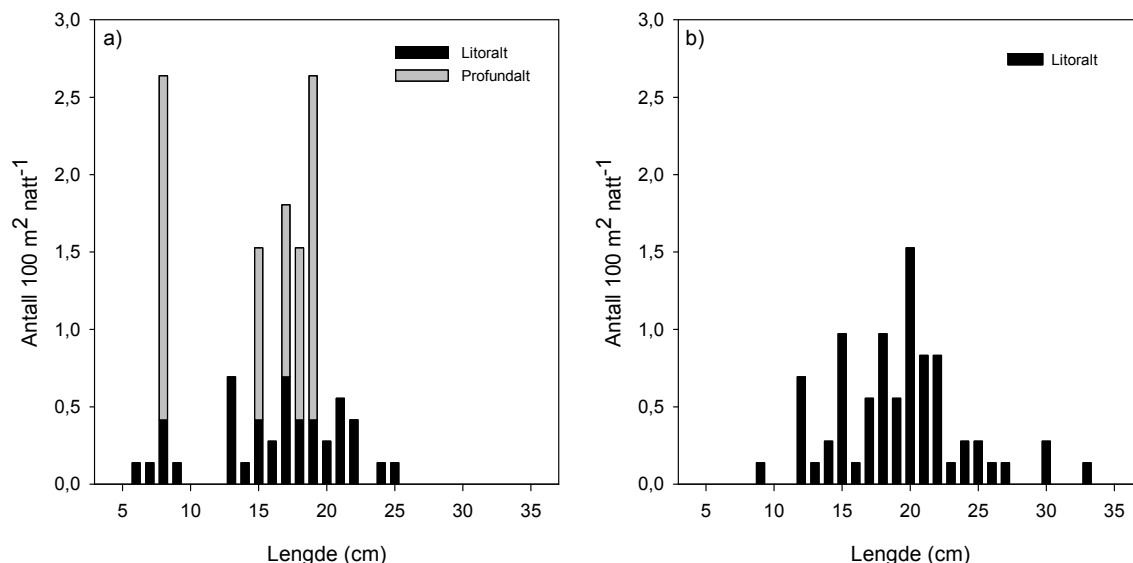 a)
Litoralt
Profundalt
3,0
2,5
2,0
1,5
1,0
0,5
0,0
Antall 100 m² natt⁻¹
5 10 15 20 25 30 35
Lengde (cm)
b)
Litoralt
3,0
2,5
2,0
1,5
1,0
0,5
0,0
Antall 100 m² natt⁻¹
5 10 15 20 25 30 35
Lengde (cm)